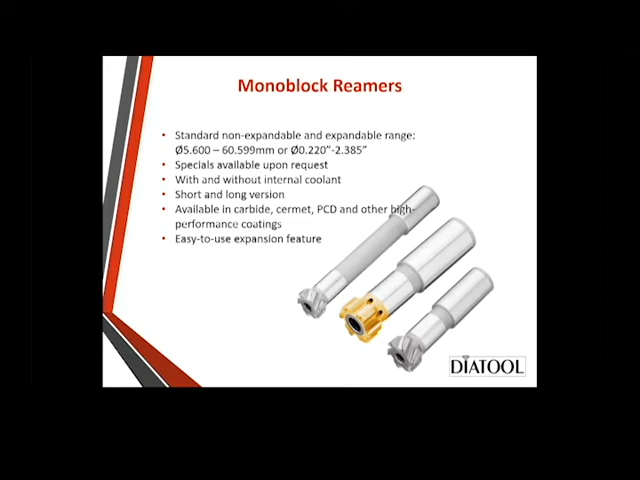 Monoblock Reamers
• Standard non-expandable and expandable range:
Ø5.600 – 60.599mm or Ø0.220”-2.385”
• Specials available upon request
• With and without internal coolant
• Short and long version
• Available in carbide, cermet, PCD and other high-
performance coatings
• Easy-to-use expansion feature
DIATOOL